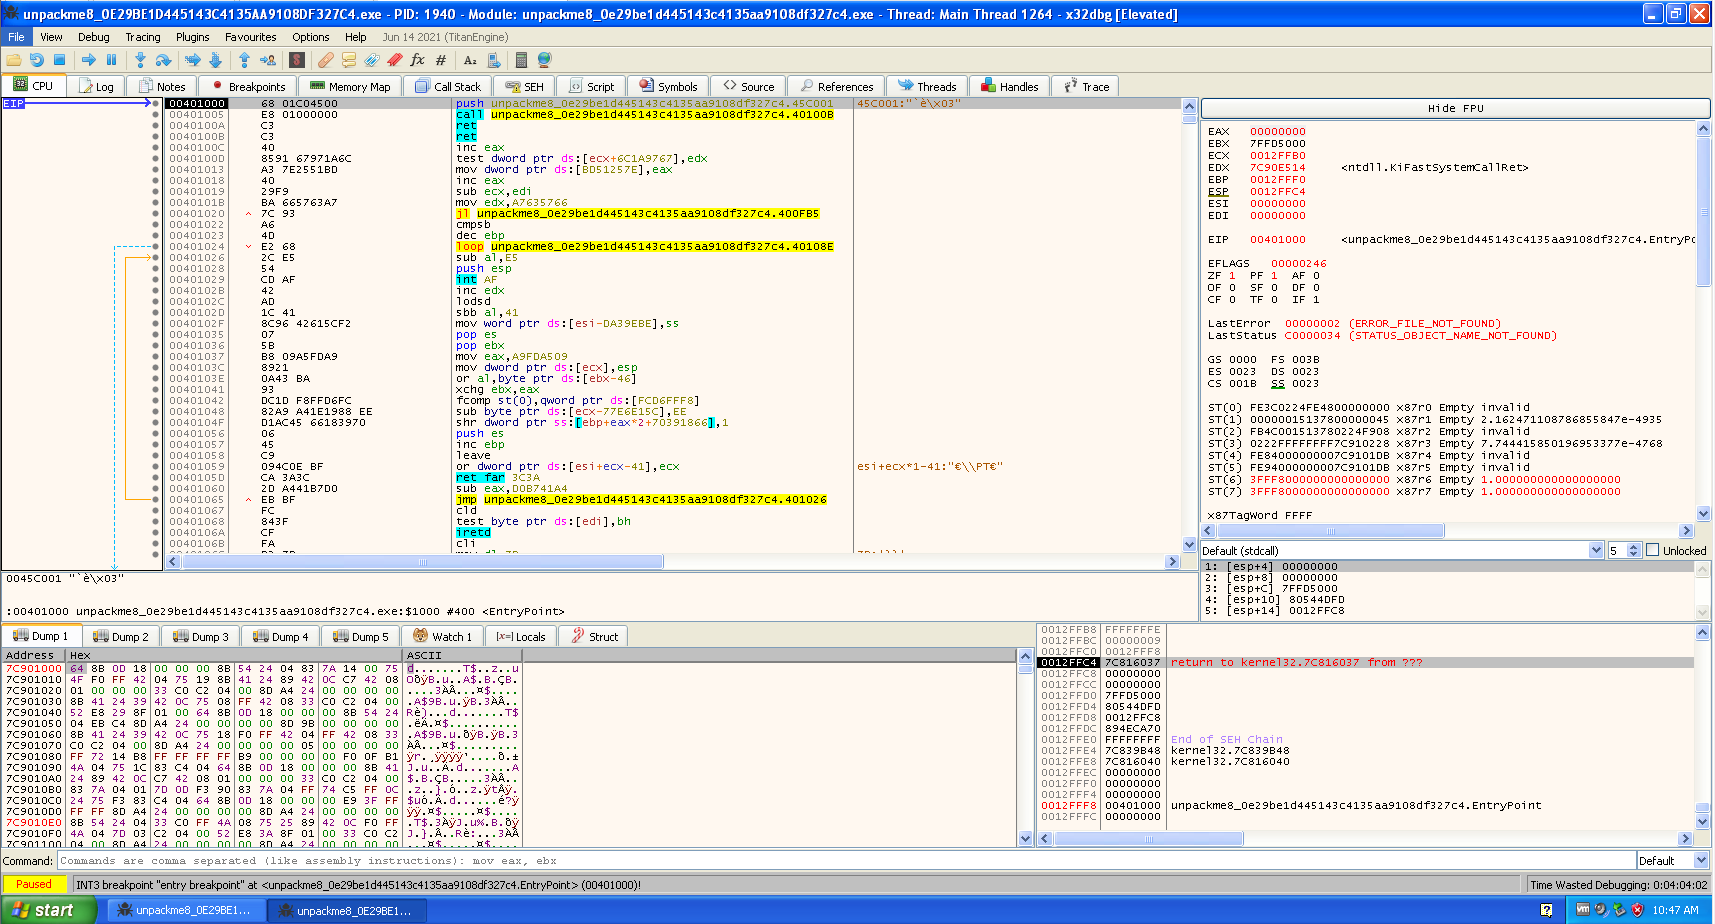 unpackme8_0E29BE1D445143C4135AA9108DF327C4.exe - PID: 1940 - Module: unpackme8_0e29be1d445143c4135aa9108df327c4.exe - Thread: Main Thread 1264 - x32dbg [Elevated]
File View Debug Tracing Plugins Favourites Options Help Jun 14 2021 (TitanEngine)
CPU Log Notes Breakpoints Memory Map Call Stack SEH Script Symbols Source References Threads Handles Trace
EIP
00401000 68 01C04500 push unpackme8_0e29be1d445143c4135aa9108df327c4.45C001 45C001:"`è\x03"
00401005 E8 01000000 call unpackme8_0e29be1d445143c4135aa9108df327c4.40100B
0040100A C3 ret
0040100B C3 ret
0040100C 40 inc eax
0040100D 8591 67971A6C test dword ptr ds:[ecx+6C1A9767],edx
00401013 A3 7E2551BD mov dword ptr ds:[BD51257E],eax
00401018 40 inc eax
00401019 29F9 sub ecx,edi
0040101B BA 665763A7 mov edx,A7635766
00401020 7C 93 jl unpackme8_0e29be1d445143c4135aa9108df327c4.400FB5
00401022 A6 cmpsb
00401023 4D dec ebp
00401024 E2 68 loop unpackme8_0e29be1d445143c4135aa9108df327c4.40108E
00401026 2C E5 sub al,E5
00401028 54 push esp
00401029 CD AF int AF
0040102B 42 inc edx
0040102C AD lodsd
0040102D 1C 41 sbb al,41
0040102F 8C96 42615CF2 mov word ptr ds:[esi-DA39EBE],ss
00401035 07 pop es
00401036 5B pop ebx
00401037 B8 09A5FDA9 mov eax,A9FDA509
0040103C 8921 mov dword ptr ds:[ecx],esp
0040103E 0A43 BA or al,byte ptr ds:[ebx-46]
00401041 93 xchg ebx,eax
00401042 DC1D F8FFD6FC fcomp st(0),qword ptr ds:[FCD6FFF8]
00401048 82A9 A41E1988 EE sub byte ptr ds:[ecx-77E6E15C],EE
0040104F D1AC45 66183970 shr dword ptr ss:[ebp+eax*2+70391866],1
00401056 06 push es
00401057 45 inc ebp
00401058 C9 leave
00401059 094C0E BF or dword ptr ds:[esi+ecx-41],ecx esi+ecx*1-41:"€\\PT€"
0040105D CA 3A3C ret far 3C3A
00401060 2D A441B7D0 sub eax,D0B741A4
00401065 EB BF jmp unpackme8_0e29be1d445143c4135aa9108df327c4.401026
00401067 FC cld
00401068 843F test byte ptr ds:[edi],bh
0040106A CF iretd
0040106B FA cli
0045C001 "`è\x03"
:00401000 unpackme8_0e29be1d445143c4135aa9108df327c4.exe:$1000 #400 <EntryPoint>
Hide FPU
EAX 00000000
EBX 7FFD5000
ECX 0012FFB0
EDX 7C90E514 <ntdll.KiFastSystemCallRet>
EBP 0012FFF0
ESP 0012FFC4
ESI 00000000
EDI 00000000
EIP 00401000 <unpackme8_0e29be1d445143c4135aa9108df327c4.EntryPo
EFLAGS 00000246
ZF 1 PF 1 AF 0
OF 0 SF 0 DF 0
CF 0 TF 0 IF 1
LastError 00000002 (ERROR_FILE_NOT_FOUND)
LastStatus C0000034 (STATUS_OBJECT_NAME_NOT_FOUND)
GS 0000 FS 003B
ES 0023 DS 0023
CS 001B SS 0023
ST(0) FE3C0224FE4800000000 x87r0 Empty invalid
ST(1) 00000015137800000045 x87r1 Empty 2.162471108786855847e-4935
ST(2) FB4C001513780224F908 x87r2 Empty invalid
ST(3) 0222FFFFFFFF7C910228 x87r3 Empty 7.744415850196953377e-4768
ST(4) FE8400000007C9101DB x87r4 Empty invalid
ST(5) FE9400000007C9101DB x87r5 Empty invalid
ST(6) 3FFF8000000000000000 x87r6 Empty 1.000000000000000000
ST(7) 3FFF8000000000000000 x87r7 Empty 1.000000000000000000
x87TagWord FFFF
Default (stdcall) 5 Unlocked
1: [esp+4] 00000000
2: [esp+8] 00000000
3: [esp+C] 7FFD5000
4: [esp+10] 80544DFD
5: [esp+14] 0012FFC8
Dump 1 Dump 2 Dump 3 Dump 4 Dump 5 Watch 1 Locals Struct
Address Hex ASCII
7C901000 64 8B 0D 18 00 00 00 8B 54 24 04 83 7A 14 00 75 d.......T$..z..u
7C901010 4F F0 FF 42 04 75 19 8B 41 24 89 42 0C C7 42 08 OðÿB.u..A$.B.ÇB.
7C901020 01 00 00 00 33 C0 C2 04 00 8D A4 24 00 00 00 00 ....3ÀÂ...¤$....
7C901030 8B 41 24 39 42 0C 75 08 FF 42 08 33 C0 C2 04 00 .A$9B.u.ÿB.3ÀÂ..
7C901040 52 E8 29 8F 01 00 64 8B 0D 18 00 00 00 8B 54 24 Rè)...d.......T$
7C901050 04 EB C4 8D A4 24 00 00 00 00 8D 9B 00 00 00 00 .ëÄ.¤$..........
7C901060 8B 41 24 39 42 0C 75 18 F0 FF 42 04 FF 42 08 33 .A$9B.u.ðÿB.ÿB.3
7C901070 C0 C2 04 00 8D A4 24 00 00 00 00 05 00 00 00 00 ÀÂ...¤$.........
7C901080 FF 72 14 B8 FF FF FF FF B9 00 00 00 00 F0 0F B1 ÿr.¸ÿÿÿÿ¹....ð.±
7C901090 4A 04 75 1C 83 C4 04 64 8B 0D 18 00 00 00 8B 41 J.u..Ä.d.......A
7C9010A0 24 89 42 0C C7 42 08 01 00 00 00 33 C0 C2 04 00 $.B.ÇB.....3ÀÂ..
7C9010B0 83 7A 04 01 7D 0D F3 90 83 7A 04 FF 74 C5 FF 0C .z..}.ó..z.ÿtÅÿ.
7C9010C0 24 75 F3 83 C4 04 64 8B 0D 18 00 00 00 E9 3F FF $uó.Ä.d......é?ÿ
7C9010D0 FF FF 8D A4 24 00 00 00 00 8D A4 24 00 00 00 00 ÿÿ.¤$.....¤$....
7C9010E0 8B 54 24 04 33 C0 FF 4A 08 75 25 89 42 0C F0 FF .T$.3ÀÿJ.u%.B.ðÿ
7C9010F0 4A 04 7D 03 C2 04 00 52 E8 3A 8F 01 00 33 C0 C2 J.}.Â..Rè:...3ÀÂ
7C901100 04 00 8D A4 24 00 00 00 00 8D A4 24 00 00 00 00 ...¤$.....¤$....
0012FFB8 FFFFFFFE
0012FFBC 00000009
0012FFC0 0012FFF8
0012FFC4 7C816037 return to kernel32.7C816037 from ???
0012FFC8 00000000
0012FFCC 00000000
0012FFD0 7FFD5000
0012FFD4 80544DFD
0012FFD8 0012FFC8
0012FFDC 894ECA70
0012FFE0 FFFFFFFF End of SEH Chain
0012FFE4 7C839B48 kernel32.7C839B48
0012FFE8 7C816040 kernel32.7C816040
0012FFEC 00000000
0012FFF0 00000000
0012FFF4 00000000
0012FFF8 00401000 unpackme8_0e29be1d445143c4135aa9108df327c4.EntryPoint
0012FFFC 00000000
Command: Commands are comma separated (like assembly instructions): mov eax, ebx Default
Paused INT3 breakpoint "entry breakpoint" at <unpackme8_0e29be1d445143c4135aa9108df327c4.EntryPoint> (00401000)! Time Wasted Debugging: 0:04:04:02
start unpackme8_0E29BE1... unpackme8_0E29BE1... 10:47 AM